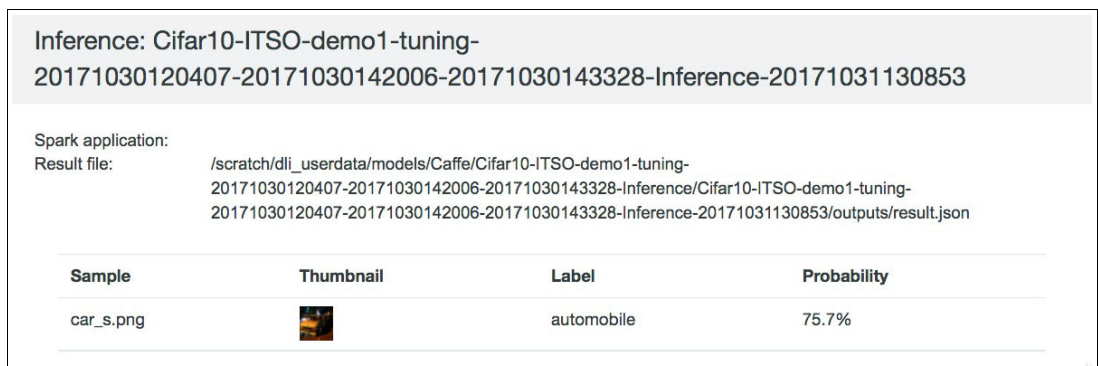 Inference: Cifar10-ITSO-demo1-tuning-
20171030120407-20171030142006-20171030143328-Inference-20171031130853
Spark application:
Result file: /scratch/dli_userdata/models/Caffe/Cifar10-ITSO-demo1-tuning-
20171030120407-20171030142006-20171030143328-Inference/Cifar10-ITSO-demo1-tuning-
20171030120407-20171030142006-20171030143328-Inference-20171031130853/outputs/result.json
Sample Thumbnail Label Probability
car_s.png automobile 75.7%